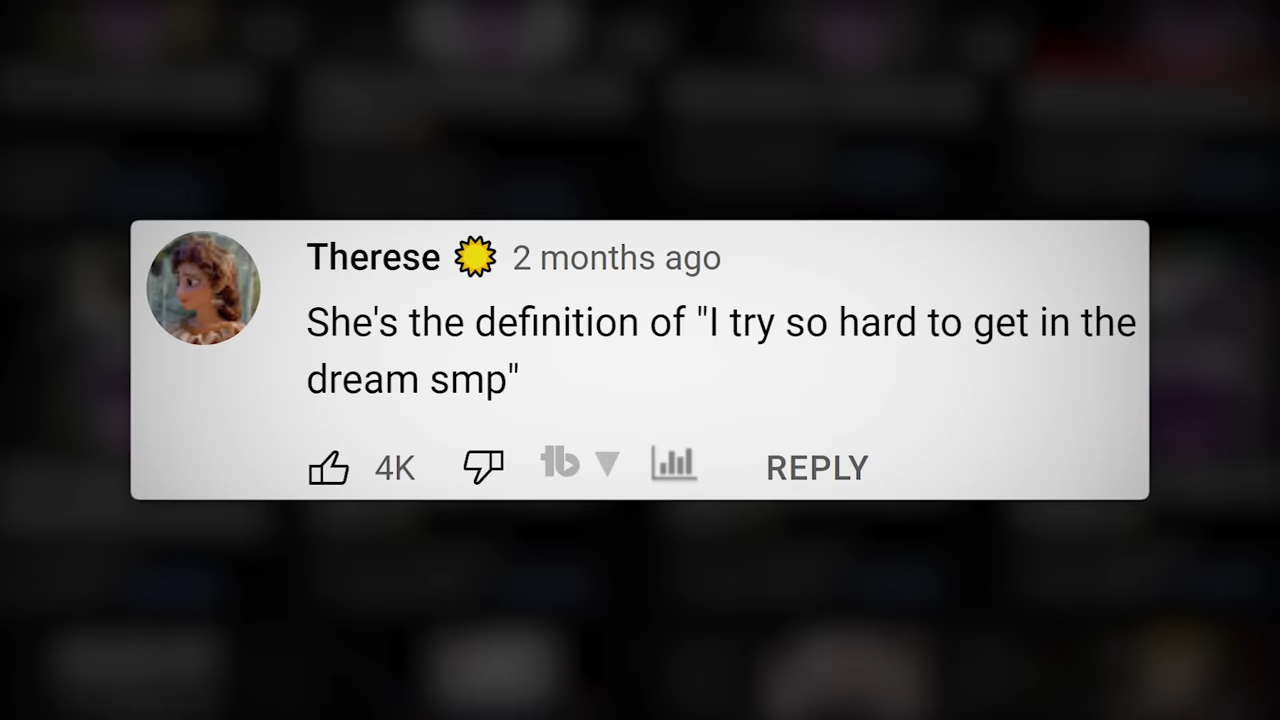 Therese 2 months ago
She's the definition of "I try so hard to get in the
dream smp"
4K tb REPLY